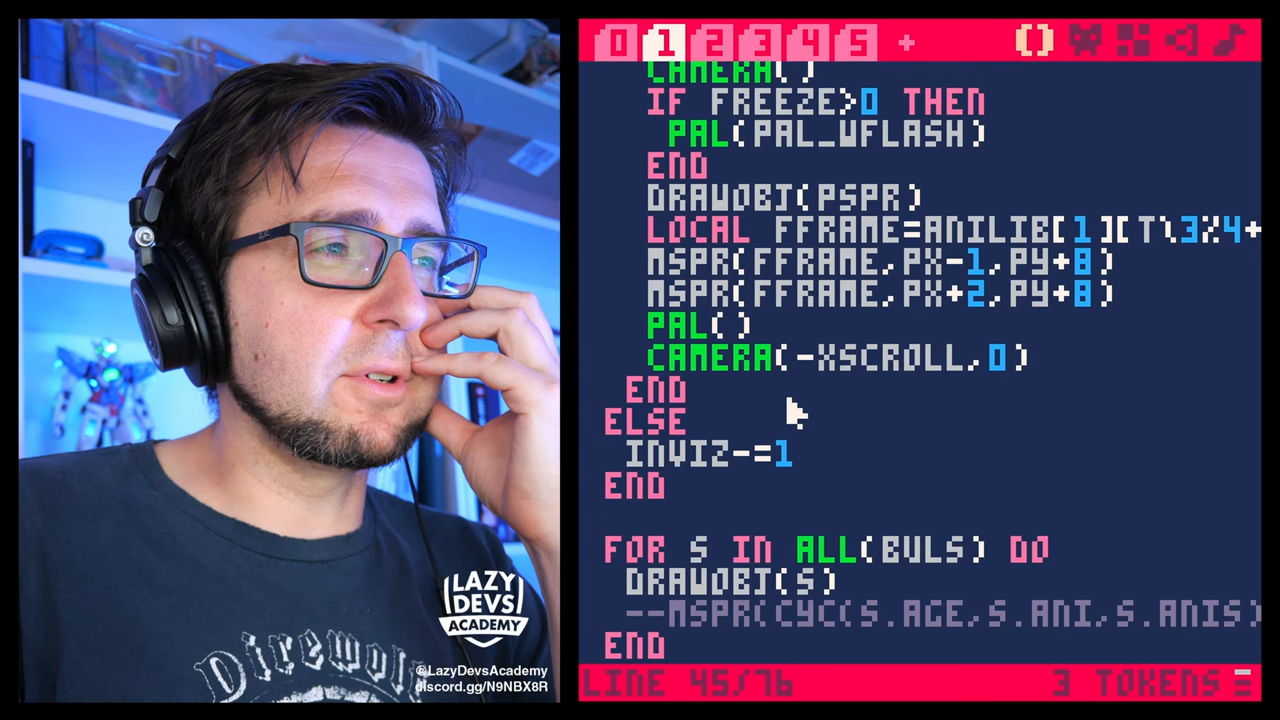 LAZY
DEVS
ACADEMY
Direwol
@LazyDevsAcademy
discord.gg/N9NBX8R
0 1 2 3 4 5 +
CAMERA()
IF FREEZE>0 THEN
PAL(PAL_WFLASH)
END
DRAWOBJ(PSPR)
LOCAL FFRAME=ANILIB[1][T\3%4+
MSPR(FFRAME,PX-1,PY+8)
MSPR(FFRAME,PX+2,PY+8)
PAL()
CAMERA(-XSCROLL,0)
END
ELSE
INVIZ-=1
END
FOR S IN ALL(BULS) DO
DRAWOBJ(S)
--MSPR(CYC(S.AGE,S.ANI,S.ANIS)
END
LINE 45/76
3 TOKENS